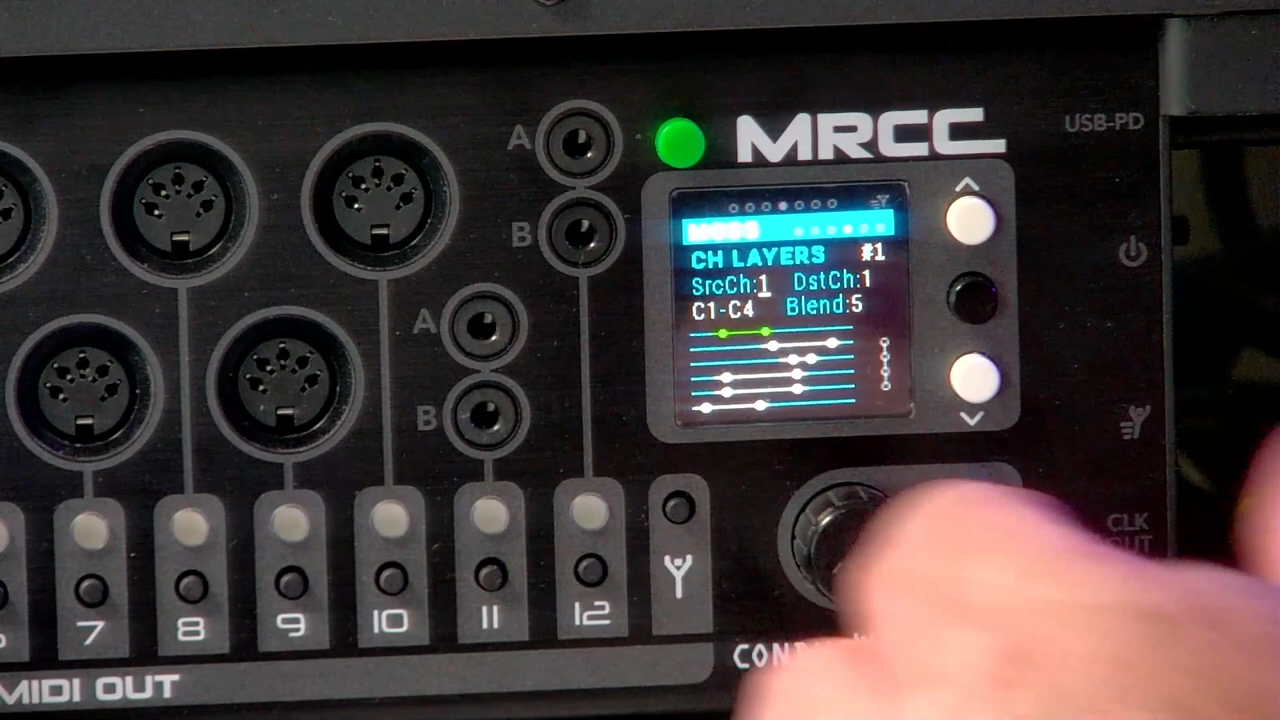 MRCC
USB-PD
A
B
A
B
MODS
CH LAYERS #1
SrcCh:1 DstCh:1
C1-C4 Blend:5
CLK
7 8 9 10 11 12
MIDI OUT